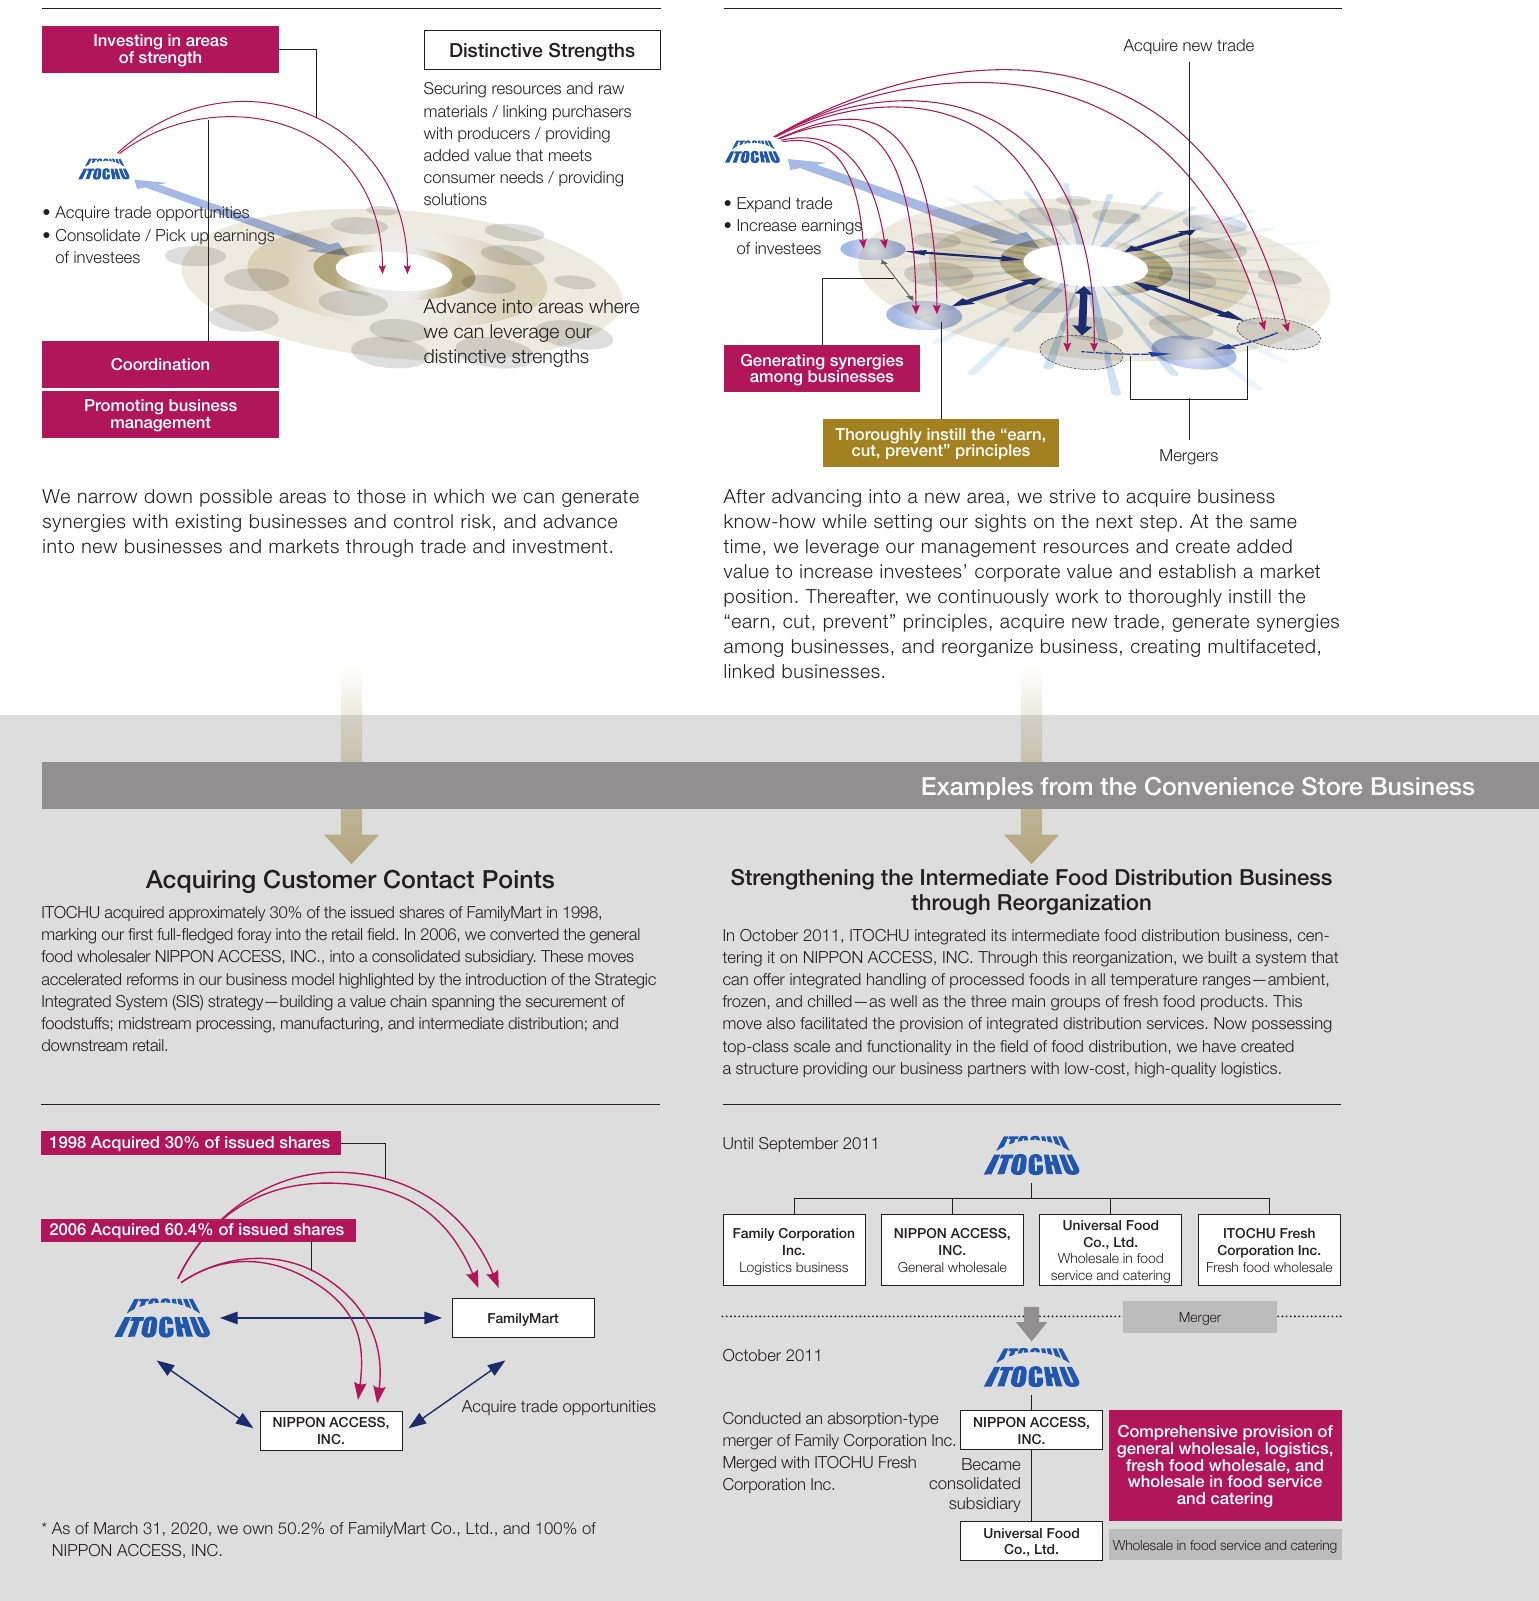 Investing in areas
of strength
Distinctive Strengths
Securing resources and raw
materials / linking purchasers
with producers / providing
added value that meets
consumer needs / providing
solutions
ITOCHU
ITOCHU
• Acquire trade opportunities
• Consolidate / Pick up earnings
of investees
Advance into areas where
we can leverage our
distinctive strengths
Coordination
Promoting business
management
We narrow down possible areas to those in which we can generate
synergies with existing businesses and control risk, and advance
into new businesses and markets through trade and investment.
Acquire new trade
ITOCHU
ITOCHU
• Expand trade
• Increase earnings
of investees
Generating synergies
among businesses
Thoroughly instill the “earn,
cut, prevent” principles
Mergers
After advancing into a new area, we strive to acquire business
know-how while setting our sights on the next step. At the same
time, we leverage our management resources and create added
value to increase investees’ corporate value and establish a market
position. Thereafter, we continuously work to thoroughly instill the
“earn, cut, prevent” principles, acquire new trade, generate synergies
among businesses, and reorganize business, creating multifaceted,
linked businesses.
Examples from the Convenience Store Business
Acquiring Customer Contact Points
ITOCHU acquired approximately 30% of the issued shares of FamilyMart in 1998,
marking our first full-fledged foray into the retail field. In 2006, we converted the general
food wholesaler NIPPON ACCESS, INC., into a consolidated subsidiary. These moves
accelerated reforms in our business model highlighted by the introduction of the Strategic
Integrated System (SIS) strategy—building a value chain spanning the securement of
foodstuffs; midstream processing, manufacturing, and intermediate distribution; and
downstream retail.
1998 Acquired 30% of issued shares
2006 Acquired 60.4% of issued shares
ITOCHU
ITOCHU
FamilyMart
Acquire trade opportunities
NIPPON ACCESS,
INC.
* As of March 31, 2020, we own 50.2% of FamilyMart Co., Ltd., and 100% of
NIPPON ACCESS, INC.
Strengthening the Intermediate Food Distribution Business
through Reorganization
In October 2011, ITOCHU integrated its intermediate food distribution business, cen-
tering it on NIPPON ACCESS, INC. Through this reorganization, we built a system that
can offer integrated handling of processed foods in all temperature ranges—ambient,
frozen, and chilled—as well as the three main groups of fresh food products. This
move also facilitated the provision of integrated distribution services. Now possessing
top-class scale and functionality in the field of food distribution, we have created
a structure providing our business partners with low-cost, high-quality logistics.
Until September 2011
ITOCHU
ITOCHU
Family Corporation
Inc.
Logistics business
NIPPON ACCESS,
INC.
General wholesale
Universal Food
Co., Ltd.
Wholesale in food
service and catering
ITOCHU Fresh
Corporation Inc.
Fresh food wholesale
Merger
October 2011
ITOCHU
ITOCHU
Conducted an absorption-type
merger of Family Corporation Inc.
Merged with ITOCHU Fresh
Corporation Inc.
NIPPON ACCESS,
INC.
Became
consolidated
subsidiary
Universal Food
Co., Ltd.
Comprehensive provision of
general wholesale, logistics,
fresh food wholesale, and
wholesale in food service
and catering
Wholesale in food service and catering